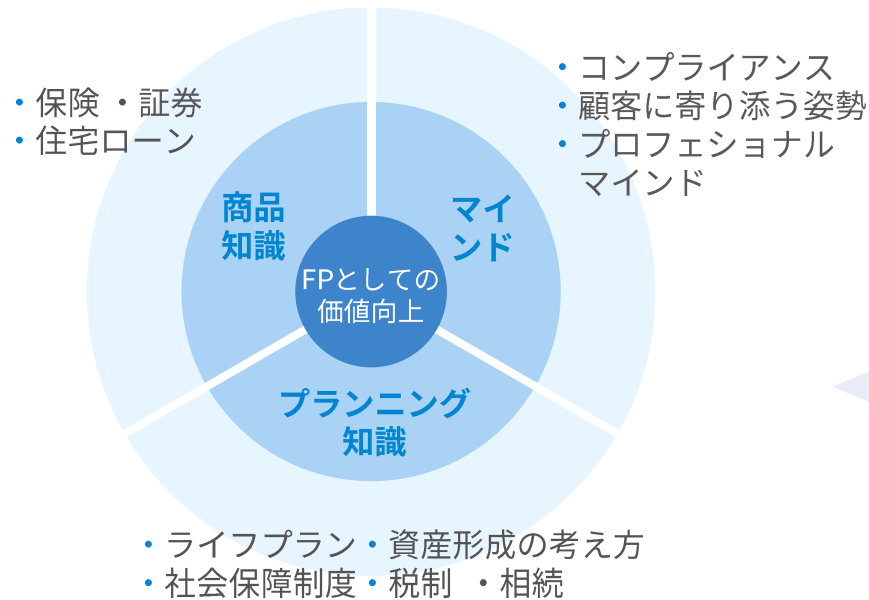 ・保険 ・証券
・住宅ローン
・コンプライアンス
・顧客に寄り添う姿勢
・プロフェショナル
マインド
商品
知識
マイ
ンド
FPとしての
価値向上
プランニング
知識
・ライフプラン・資産形成の考え方
・社会保障制度・税制 ・相続